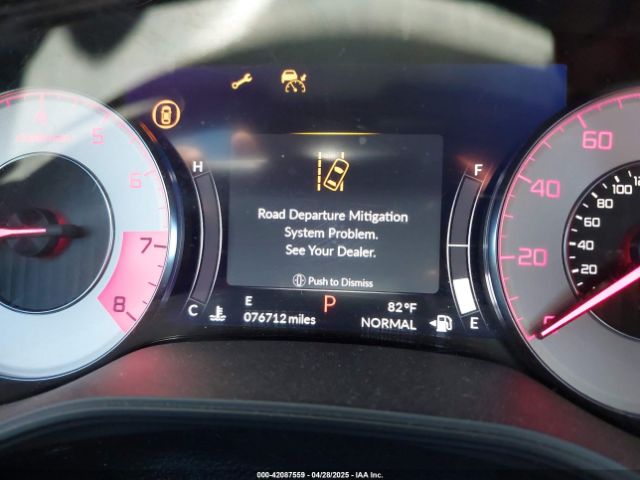 4 5 6 7 8
H
C
Road Departure Mitigation
System Problem.
See Your Dealer.
Push to Dismiss
F
E
E P 82°F
076712 miles NORMAL
60
40
20
100
80
60
40
20
000-42087559 - 04/28/2025 - IAA Inc.